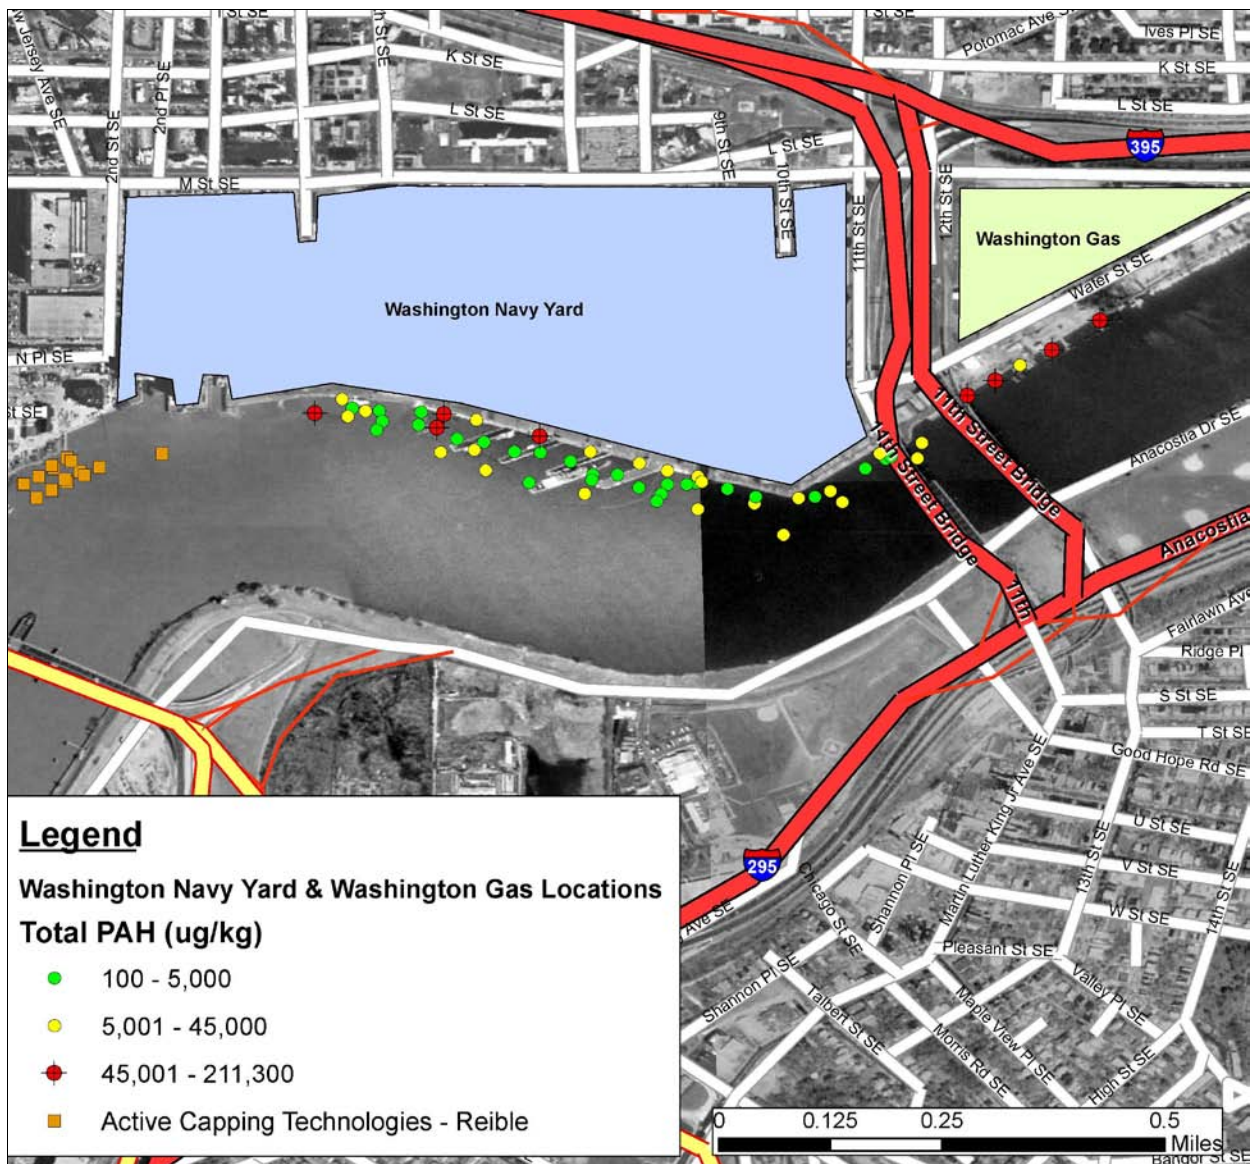 I St SE
I St SE
Potomac Ave SE
Ives Pl SE
New Jersey Ave SE
2nd Pl SE
2nd St SE
K St SE
K St SE
L St SE
L St SE
9th St SE
L St SE
10th St SE
395
M St SE
11th St SE
12th St SE
Washington Gas
Water St SE
Washington Navy Yard
N Pl SE
St SE
11th Street Bridge
14th Street Bridge
11th
Anacostia Dr SE
Anacostia
Fairlawn Ave
Ridge Pl
S St SE
T St SE
Good Hope Rd SE
Martin Luther King Jr Ave SE
U St SE
V St SE
W St SE
13th St SE
14th St SE
295
Ave SE
Chicago St SE
Shannon Pl SE
Pleasant St SE
Valley Pl SE
Shannon Pl SE
Talbert St SE
Maple View Pl SE
Morris Rd SE
High St SE
Bangor St SE
Legend
Washington Navy Yard & Washington Gas Locations
Total PAH (ug/kg)
100 - 5,000
5,001 - 45,000
45,001 - 211,300
Active Capping Technologies - Reible
0 0.125 0.25 0.5
Miles